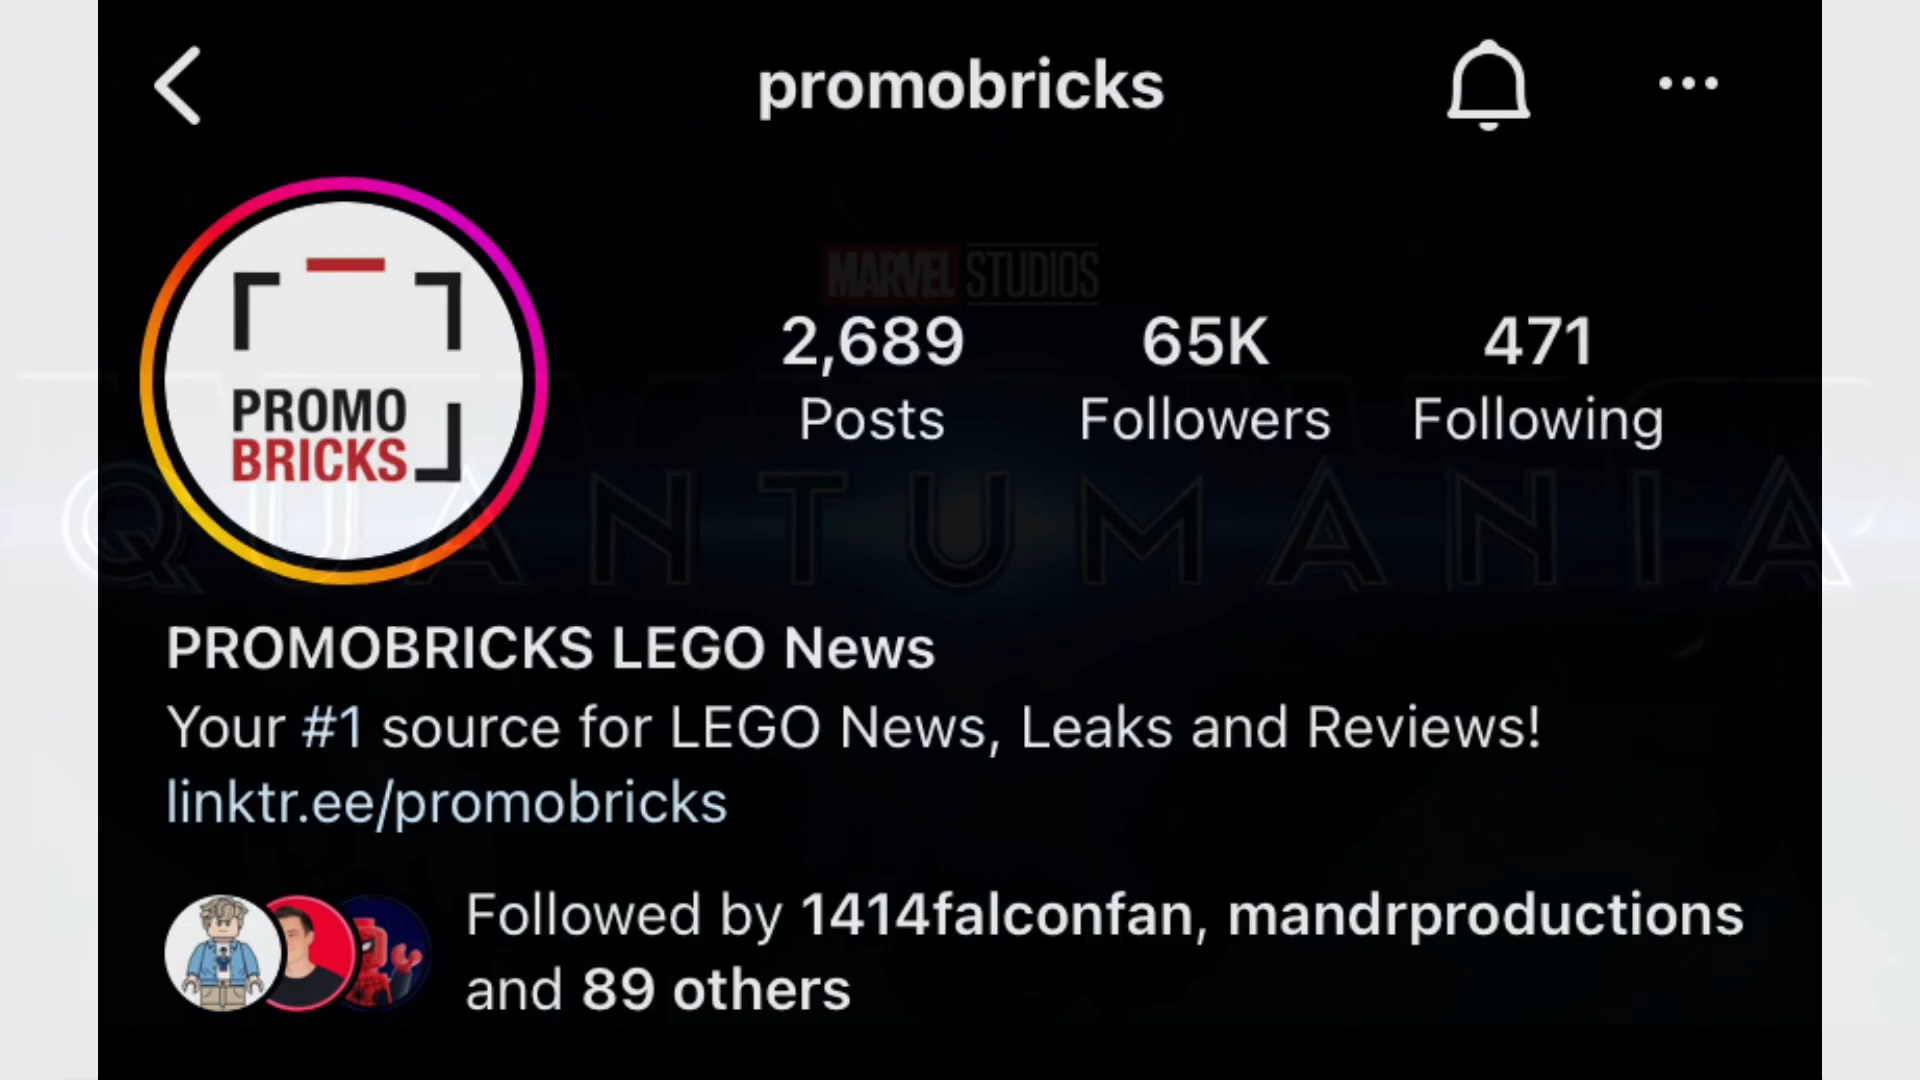 promobricks
MARVEL STUDIOS
2,689 65K 471
Posts Followers Following
PROMO
BRICKS
QUANTUMANIA
PROMOBRICKS LEGO News
Your #1 source for LEGO News, Leaks and Reviews!
linktr.ee/promobricks
Followed by 1414falconfan, mandrproductions
and 89 others